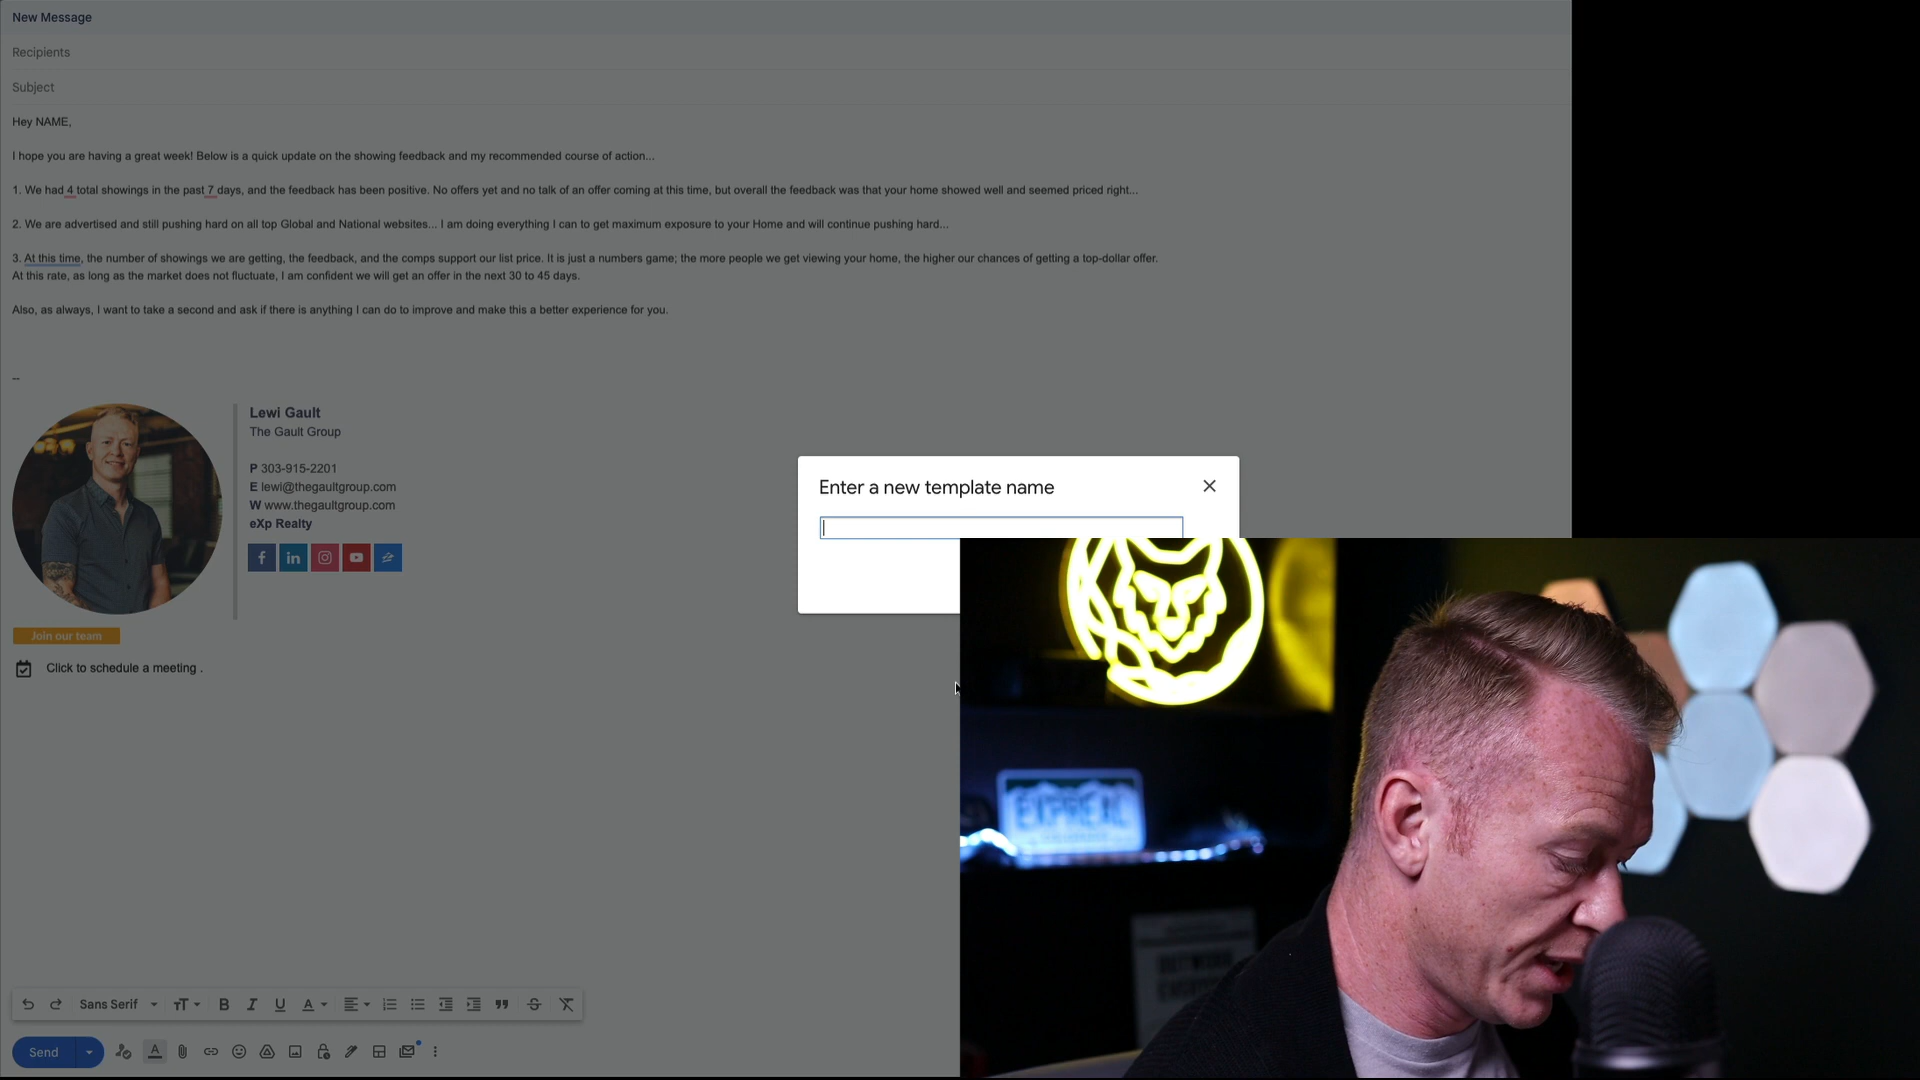 New Message
Recipients
Subject
Hey NAME,
I hope you are having a great week! Below is a quick update on the showing feedback and my recommended course of action...
1. We had 4 total showings in the past 7 days, and the feedback has been positive. No offers yet and no talk of an offer coming at this time, but overall the feedback was that your home showed well and seemed priced right...
2. We are advertised and still pushing hard on all top Global and National websites... I am doing everything I can to get maximum exposure to your Home and will continue pushing hard...
3. At this time, the number of showings we are getting, the feedback, and the comps support our list price. It is just a numbers game; the more people we get viewing your home, the higher our chances of getting a top-dollar offer.
At this rate, as long as the market does not fluctuate, I am confident we will get an offer in the next 30 to 45 days.
Also, as always, I want to take a second and ask if there is anything I can do to improve and make this a better experience for you.
--
Lewi Gault
The Gault Group
P 303-915-2201
E lewi@thegaultgroup.com
W www.thegaultgroup.com
eXp Realty
Join our team
Click to schedule a meeting .
Enter a new template name
EXPREAL
Sans Serif
Send